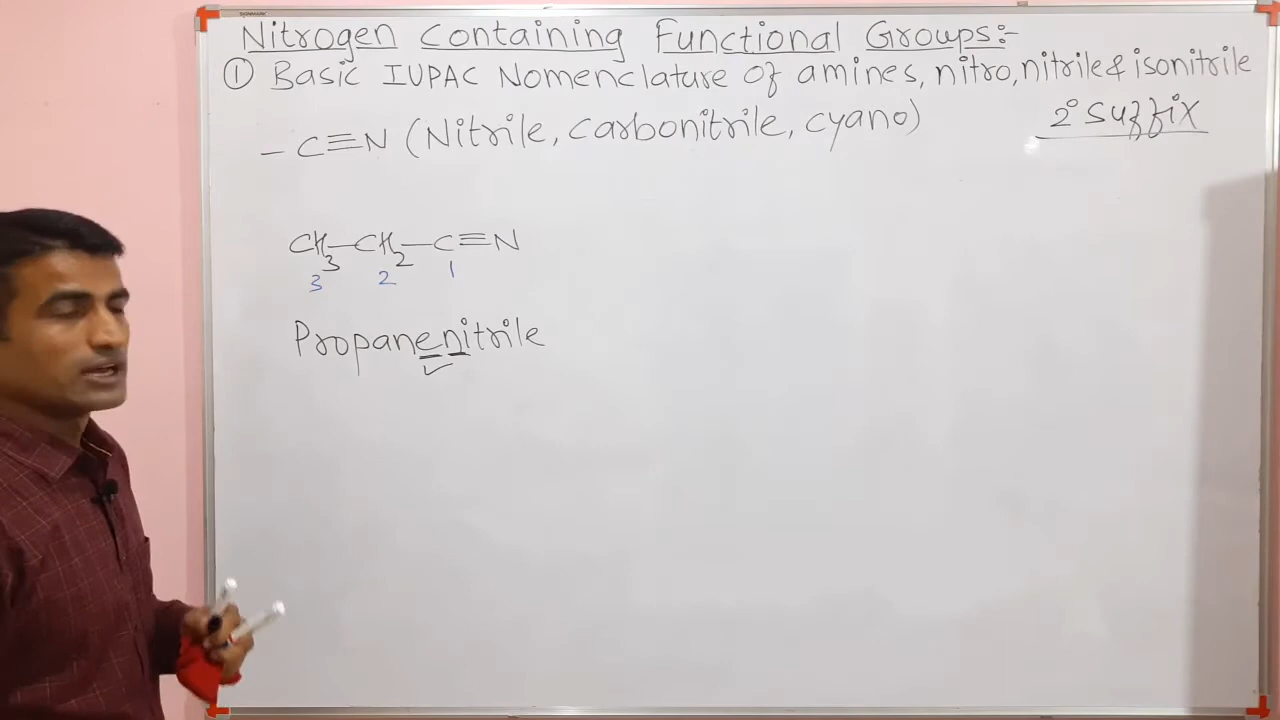 SIGNMARK
Nitrogen Containing Functional Groups:-
① Basic IUPAC Nomenclature of amines, nitro, nitrile & isonitrile
-C≡N (Nitrile, carbonitrile, cyano)
2° suffix
CH₃-CH₂-C≡N
3 2 1
Propanenitrile